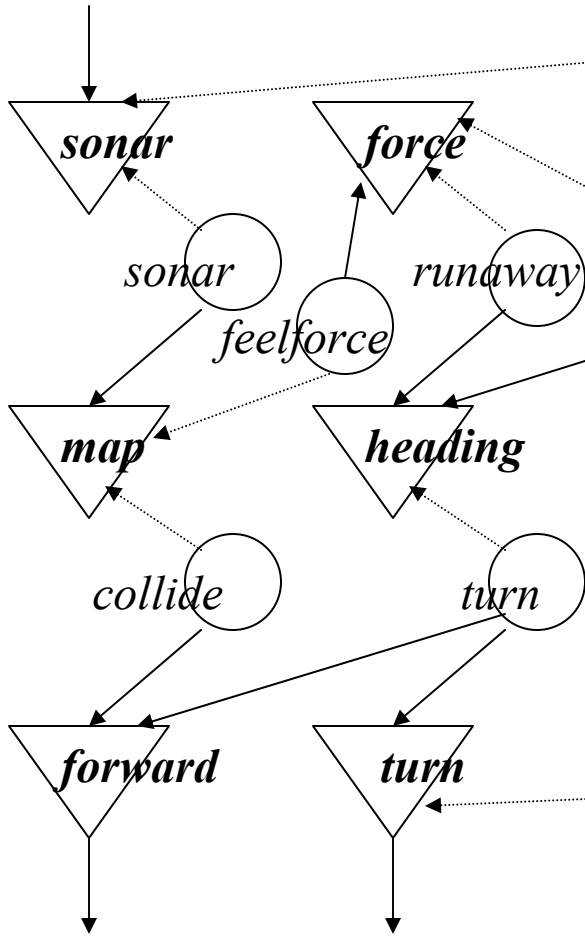 sonar
force
sonar
runaway
feelforce
map
heading
collide
turn
forward
turn